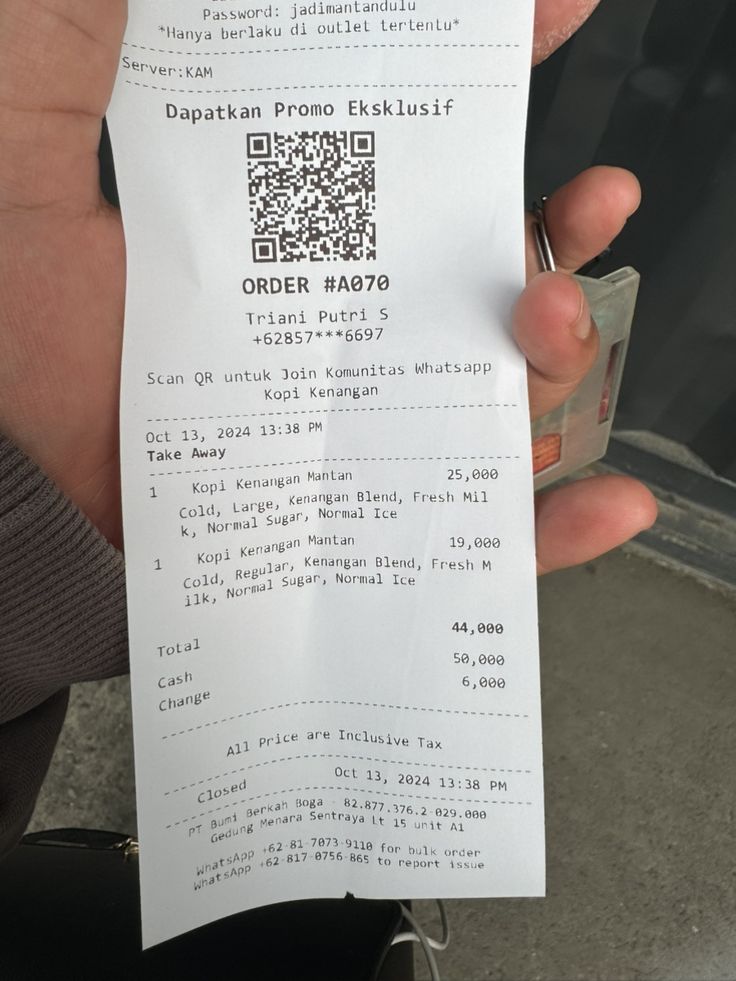 Password: jadimantandulu
*Hanya berlaku di outlet tertentu*
Server:KAM
Dapatkan Promo Eksklusif
ORDER #A070
Triani Putri S
+62857***6697
Scan QR untuk Join Komunitas Whatsapp
Kopi Kenangan
Oct 13, 2024 13:38 PM
Take Away
1 Kopi Kenangan Mantan 25,000
Cold, Large, Kenangan Blend, Fresh Mil
k, Normal Sugar, Normal Ice
1 Kopi Kenangan Mantan 19,000
Cold, Regular, Kenangan Blend, Fresh M
ilk, Normal Sugar, Normal Ice
Total 44,000
Cash 50,000
Change 6,000
All Price are Inclusive Tax
Closed Oct 13, 2024 13:38 PM
PT Bumi Berkah Boga - 82.877.376.2-029.000
Gedung Menara Sentraya Lt 15 unit A1
WhatsApp +62-81-7073-9110 for bulk order
WhatsApp +62-817-0756-865 to report issue